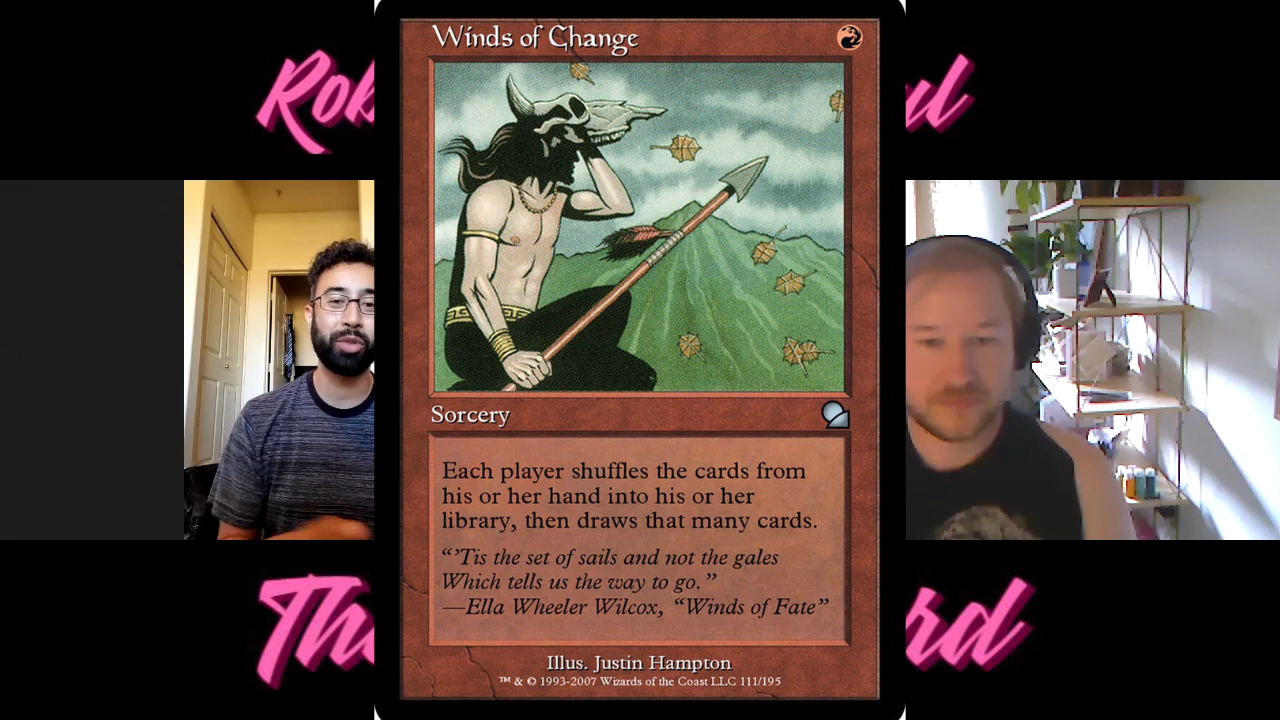 Winds of Change
Sorcery
Each player shuffles the cards from
his or her hand into his or her
library, then draws that many cards.
“’Tis the set of sails and not the gales
Which tells us the way to go.”
—Ella Wheeler Wilcox, “Winds of Fate”
Illus. Justin Hampton
™ & © 1993-2007 Wizards of the Coast LLC 111/195